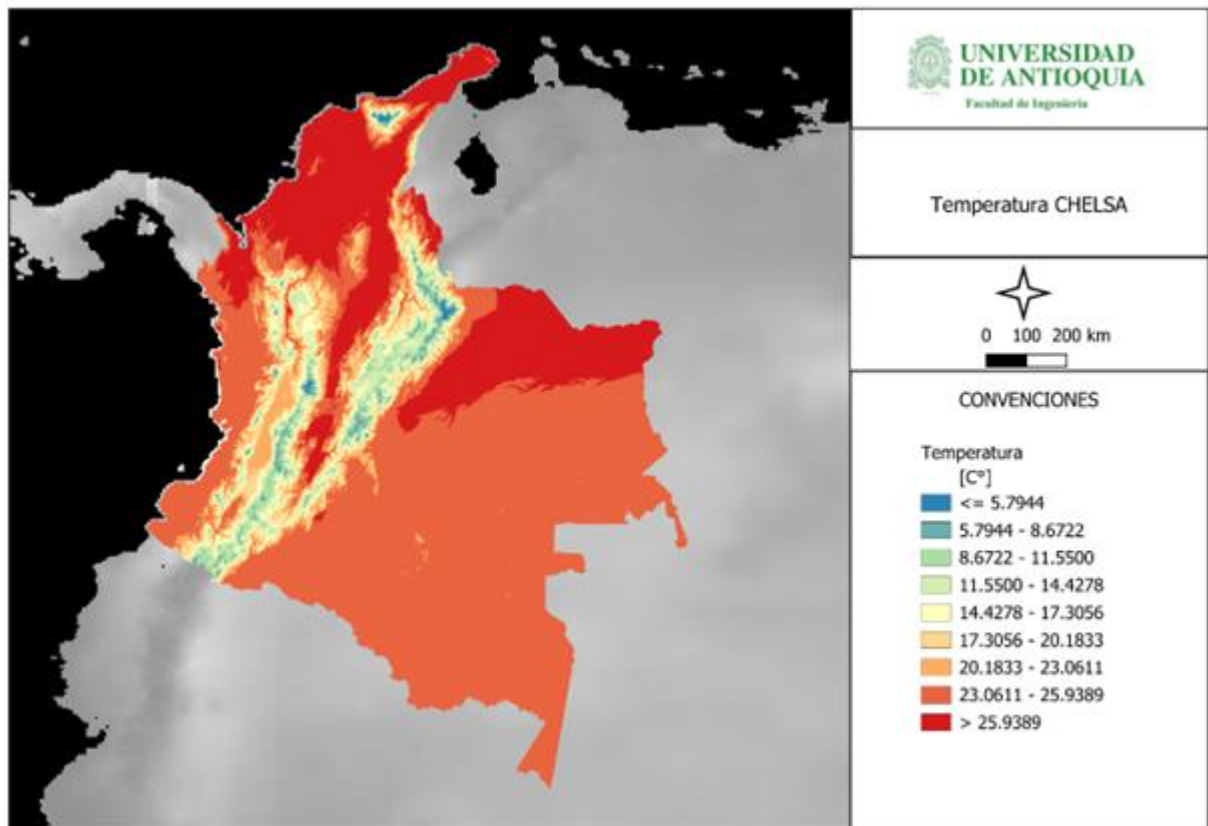 UNIVERSIDAD
DE ANTIOQUIA
Facultad de Ingeniería
Temperatura CHELSA
0 100 200 km
CONVENCIONES
Temperatura
[C°]
<= 5.7944
5.7944 - 8.6722
8.6722 - 11.5500
11.5500 - 14.4278
14.4278 - 17.3056
17.3056 - 20.1833
20.1833 - 23.0611
23.0611 - 25.9389
> 25.9389